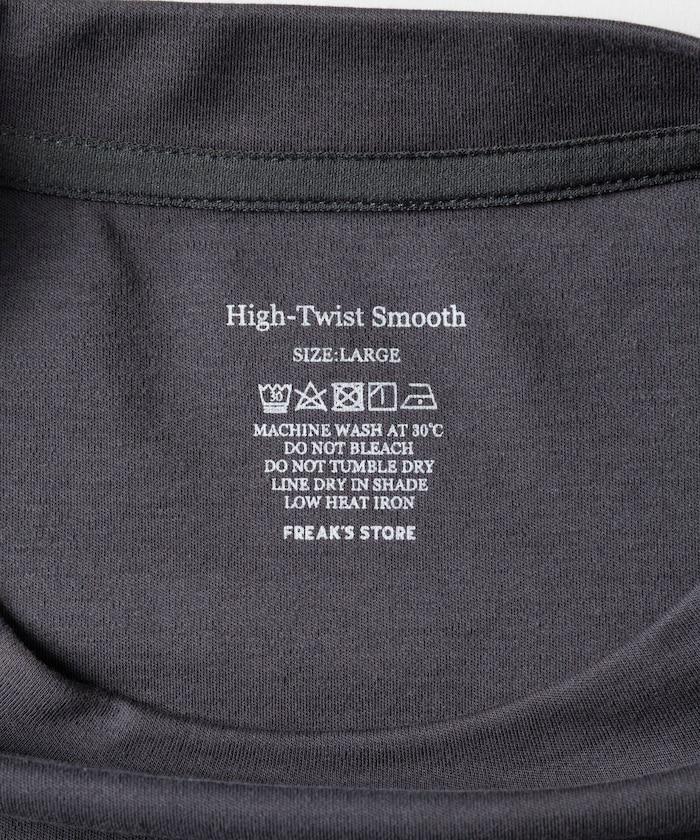 High-Twist Smooth
SIZE:LARGE
30
MACHINE WASH AT 30℃
DO NOT BLEACH
DO NOT TUMBLE DRY
LINE DRY IN SHADE
LOW HEAT IRON
FREAK'S STORE